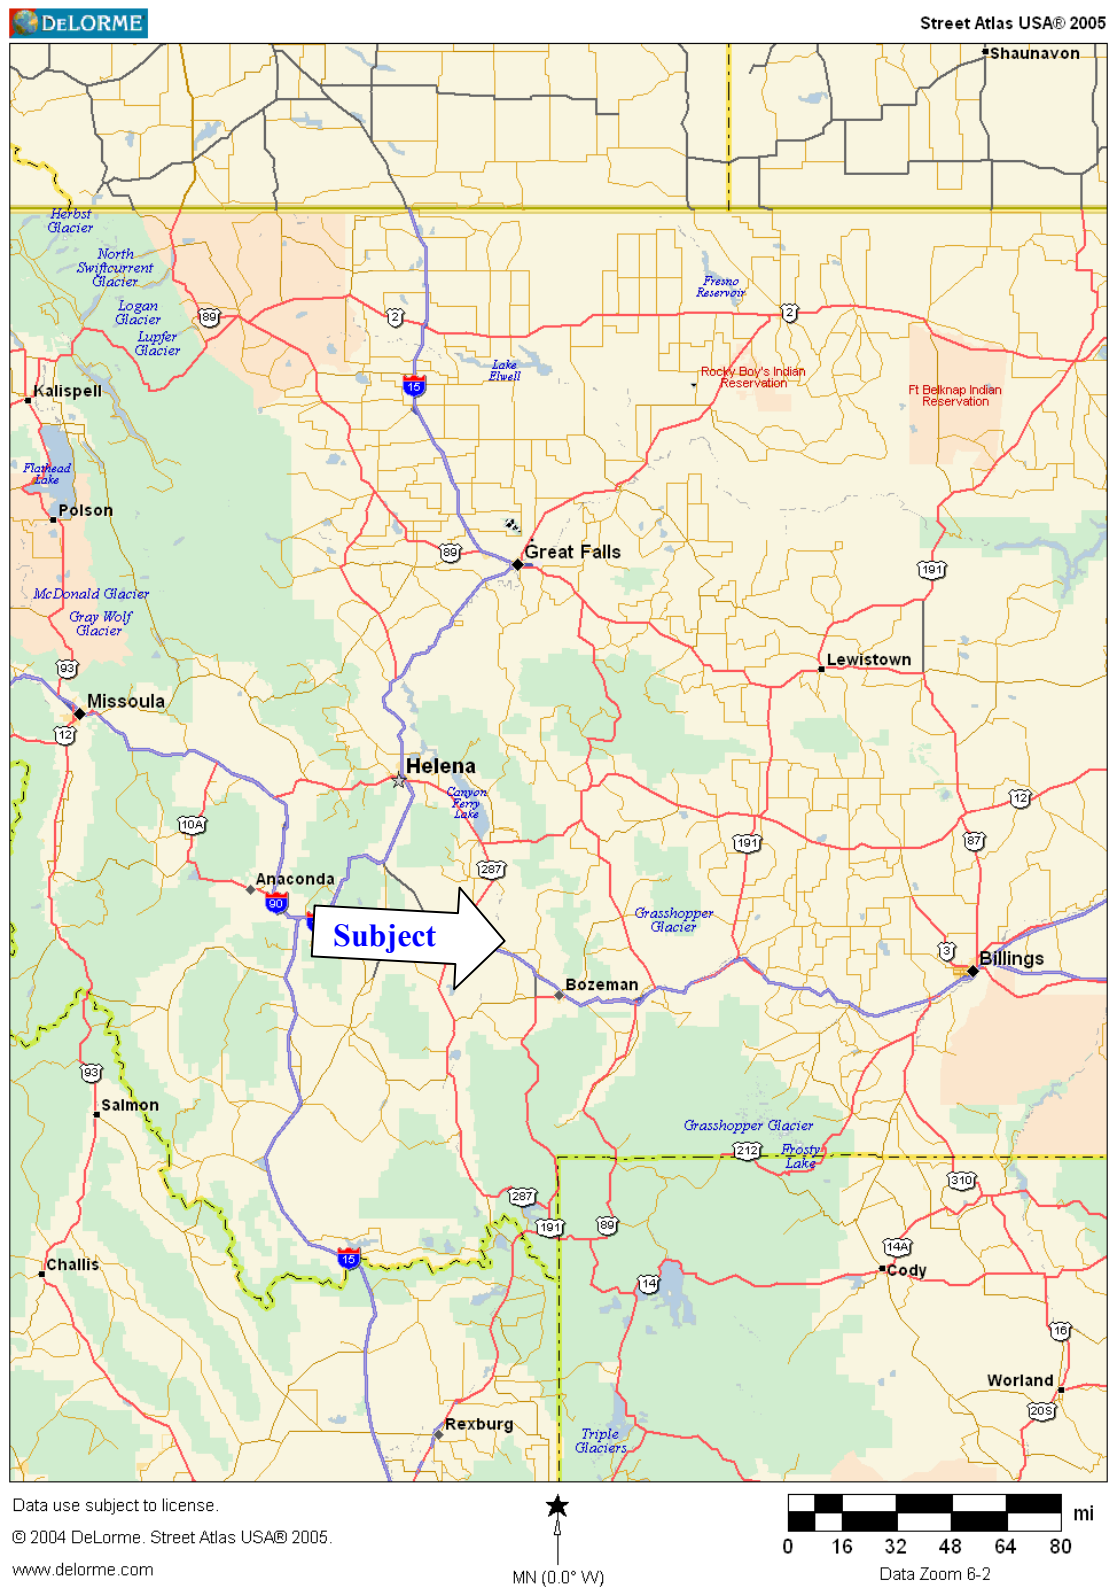 DELORME
Street Atlas USA® 2005
Shaunavon
Herbst
Glacier
North
Swiftcurrent
Glacier
Logan
Glacier
Lupfer
Glacier
89
2
Fresno
Reservoir
2
Lake
Elwell
15
Rocky Boy's Indian
Reservation
Ft Belknap Indian
Reservation
Kalispell
Flathead
Lake
Polson
89
Great Falls
191
McDonald Glacier
Gray Wolf
Glacier
93
Lewistown
Missoula
12
Helena
Canyon
Ferry
Lake
12
10A
191
87
287
Anaconda
90
Grasshopper
Glacier
Subject
3
Billings
Bozeman
93
Salmon
Grasshopper Glacier
212
Frosty
Lake
310
287
191
89
14A
15
Challis
14
Cody
16
Worland
20S
Rexburg
Triple
Glaciers
Data use subject to license.
© 2004 DeLorme. Street Atlas USA® 2005.
www.delorme.com
MN (0.0° W)
mi
0 16 32 48 64 80
Data Zoom 6-2